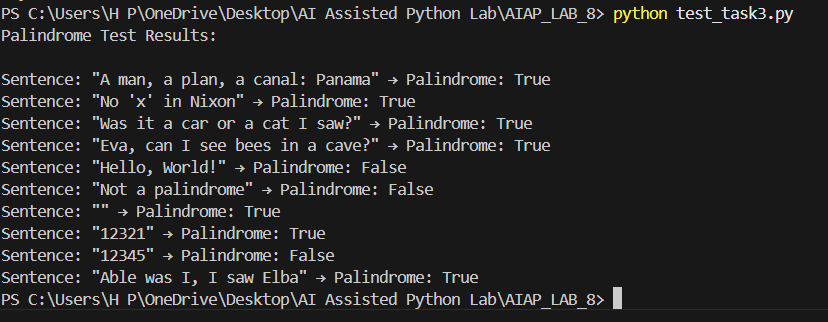 PS C:\Users\H P\OneDrive\Desktop\AI Assisted Python Lab\AIAP_LAB_8> python test_task3.py
Palindrome Test Results:

Sentence: "A man, a plan, a canal: Panama" → Palindrome: True
Sentence: "No 'x' in Nixon" → Palindrome: True
Sentence: "Was it a car or a cat I saw?" → Palindrome: True
Sentence: "Eva, can I see bees in a cave?" → Palindrome: True
Sentence: "Hello, World!" → Palindrome: False
Sentence: "Not a palindrome" → Palindrome: False
Sentence: "" → Palindrome: True
Sentence: "12321" → Palindrome: True
Sentence: "12345" → Palindrome: False
Sentence: "Able was I, I saw Elba" → Palindrome: True
PS C:\Users\H P\OneDrive\Desktop\AI Assisted Python Lab\AIAP_LAB_8>